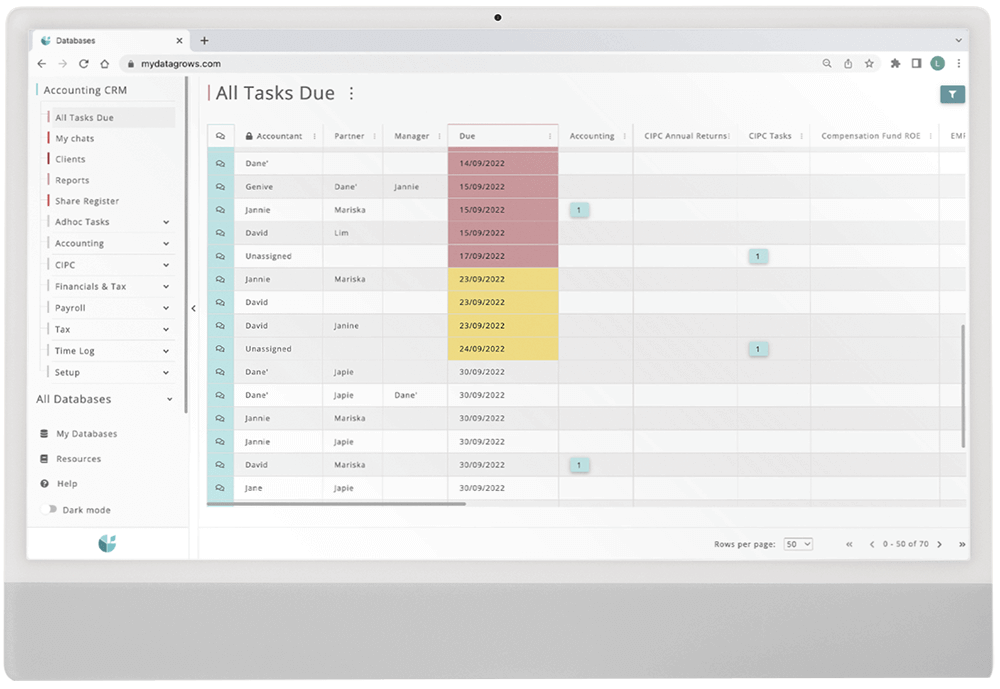 Databases
mydatagrows.com
L
Accounting CRM
All Tasks Due
My chats
Clients
Reports
Share Register
Adhoc Tasks
Accounting
CIPC
Financials & Tax
Payroll
Tax
Time Log
Setup
All Databases
My Databases
Resources
Help
Dark mode
All Tasks Due
Accountant Partner Manager Due Accounting CIPC Annual Returns CIPC Tasks Compensation Fund ROE EMP
Dane' 14/09/2022
Genive Dane' Jannie 15/09/2022
Jannie Mariska 15/09/2022 1
David Lim 15/09/2022
Unassigned 17/09/2022 1
Jannie Mariska 23/09/2022
David 23/09/2022
David Janine 23/09/2022
Unassigned 24/09/2022 1
Dane' Japie 30/09/2022
Dane' Japie Dane' 30/09/2022
Jannie Mariska 30/09/2022
Jannie Japie 30/09/2022
David Mariska 30/09/2022 1
Jane Japie 30/09/2022
Rows per page: 50 0 - 50 of 70